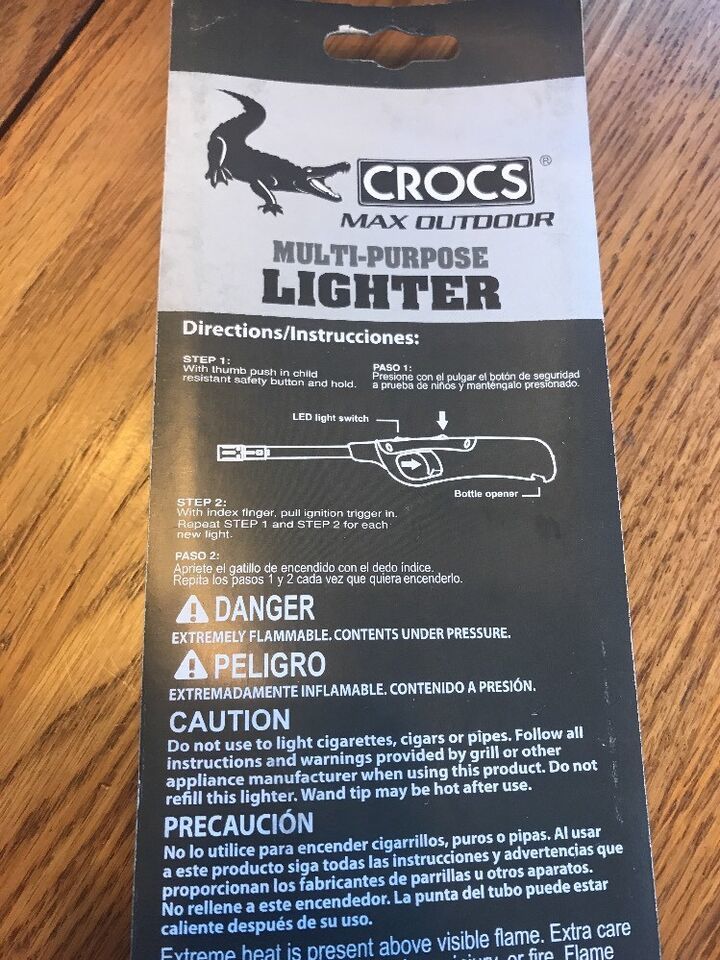 CROCS ®
MAX OUTDOOR
MULTI-PURPOSE
LIGHTER
Directions/Instrucciones:
STEP 1:
With thumb push in child
resistant safety button and hold.
PASO 1:
Presione con el pulgar el botón de seguridad
a prueba de niños y manténgalo presionado.
LED light switch
Bottle opener
STEP 2:
With index finger, pull ignition trigger in.
Repeat STEP 1 and STEP 2 for each
new light.
PASO 2:
Apriete el gatillo de encendido con el dedo índice.
Repita los pasos 1 y 2 cada vez que quiera encenderlo.
DANGER
EXTREMELY FLAMMABLE. CONTENTS UNDER PRESSURE.
PELIGRO
EXTREMADAMENTE INFLAMABLE. CONTENIDO A PRESIÓN.
CAUTION
Do not use to light cigarettes, cigars or pipes. Follow all
instructions and warnings provided by grill or other
appliance manufacturer when using this product. Do not
refill this lighter. Wand tip may be hot after use.
PRECAUCIÓN
No lo utilice para encender cigarrillos, puros o pipas. Al usar
a este producto siga todas las instrucciones y advertencias que
proporcionan los fabricantes de parrillas u otros aparatos.
No rellene a este encendedor. La punta del tubo puede estar
caliente después de su uso.
Extreme heat is present above visible flame. Extra care
injury, or fire. Flame